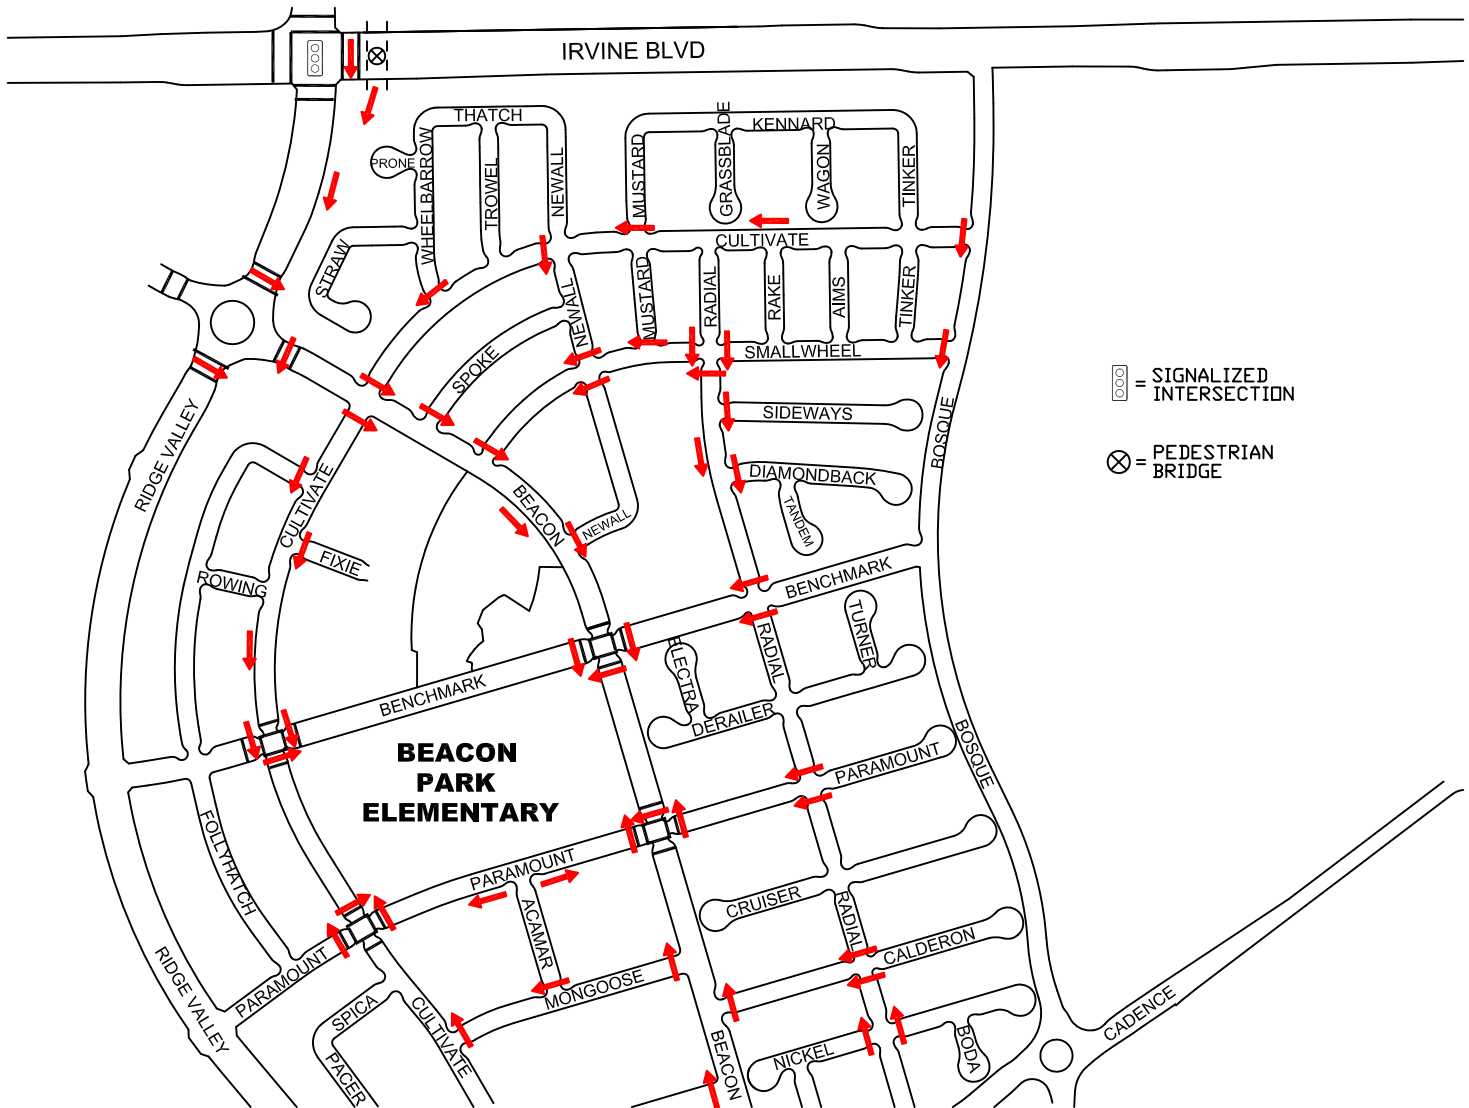 IRVINE BLVD
THATCH
KENNARD
PRONE
WHEELBARROW
TROWEL
NEWALL
MUSTARD
GRASSBLADE
WAGON
TINKER
STRAW
CULTIVATE
NEWALL
MUSTARD
RADIAL
RAKE
AIMS
TINKER
SPOKE
SMALLWHEEL
= SIGNALIZED
INTERSECTION
RIDGE VALLEY
SIDEWAYS
BOSQUE
= PEDESTRIAN
BRIDGE
CULTIVATE
BEACON
NEWALL
DIAMONDBACK
TANDEM
FIXIE
ROWING
BENCHMARK
TURNER
RADIAL
ELECTRA
BENCHMARK
DERAILER
BEACON
PARK
ELEMENTARY
PARAMOUNT
BOSQUE
FOLLYHATCH
PARAMOUNT
ACAMAR
CRUISER
RADIAL
CALDERON
RIDGE VALLEY
PARAMOUNT
MONGOOSE
SPICA
CULTIVATE
PACER
BEACON
NICKEL
BODA
CADENCE